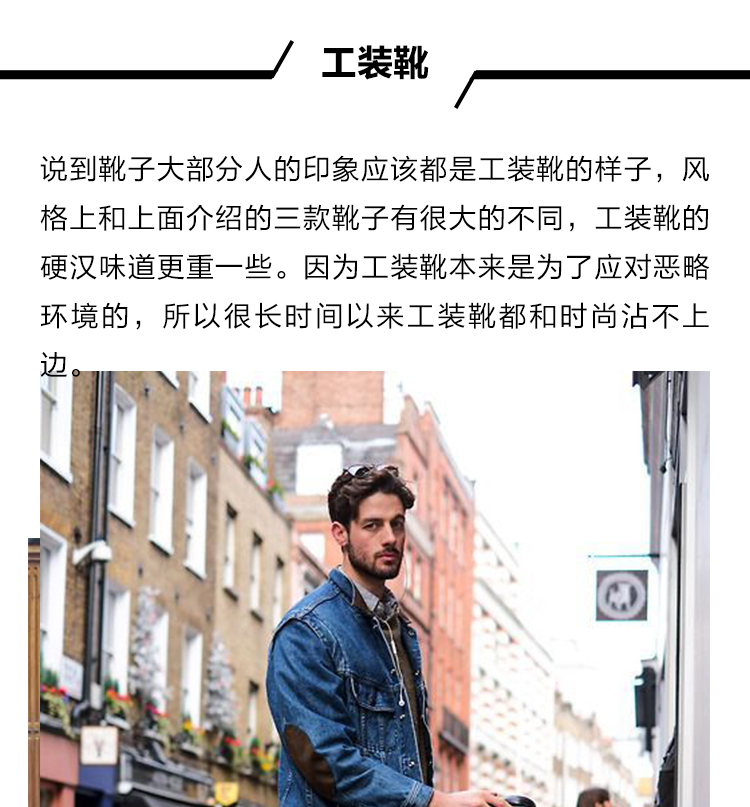 工装靴
说到靴子大部分人的印象应该都是工装靴的样子，风
格上和上面介绍的三款靴子有很大的不同，工装靴的
硬汉味道更重一些。因为工装靴本来是为了应对恶略
环境的，所以很长时间以来工装靴都和时尚沾不上
边。